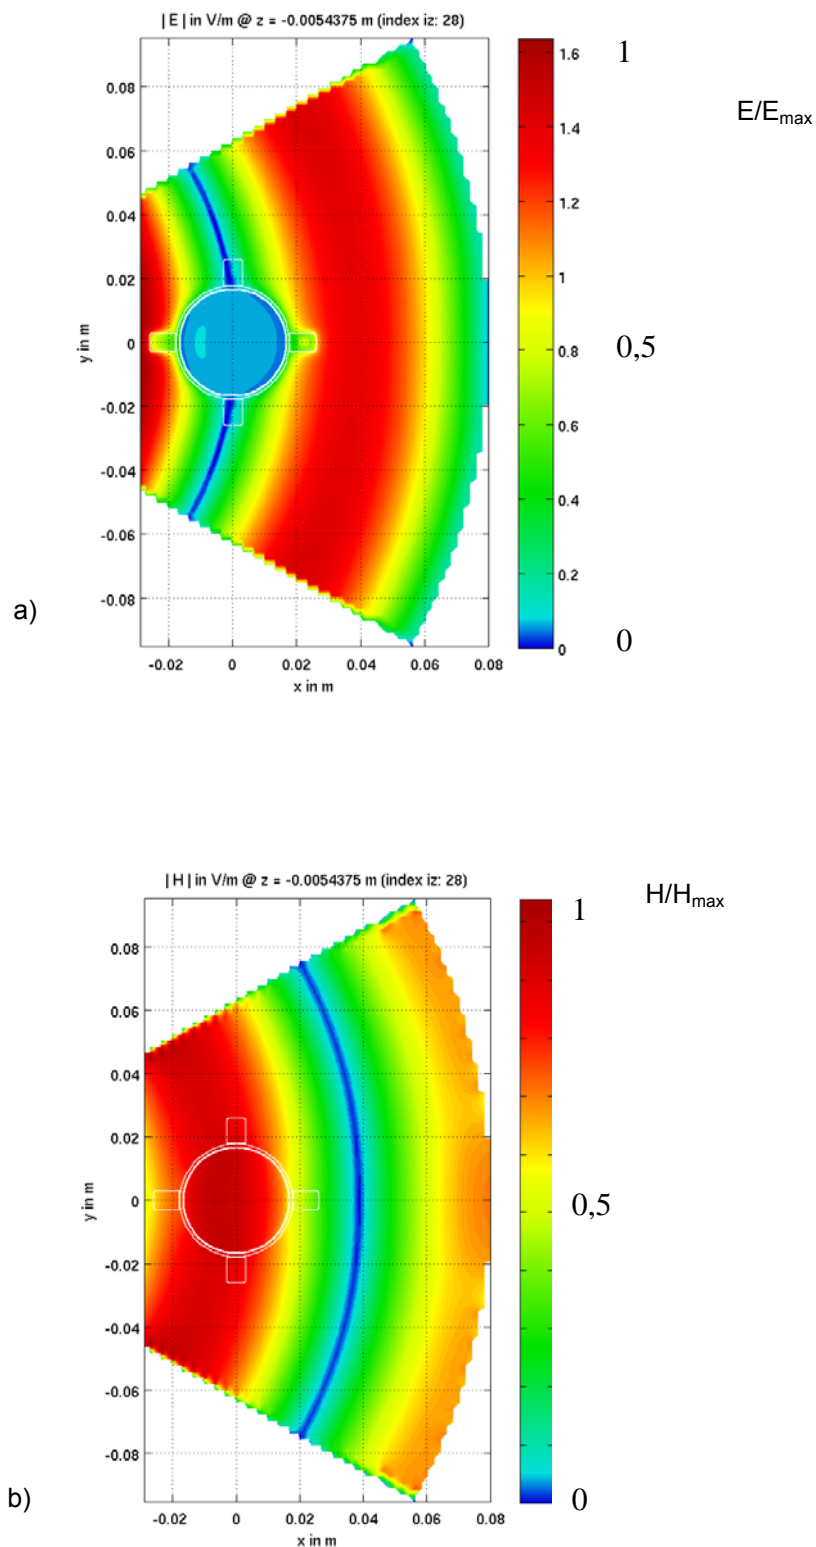 | E | in V/m @ z = -0.0054375 m (index iz: 28)
0.08
0.06
0.04
0.02
0
-0.02
-0.04
-0.06
-0.08
y in m
-0.02 0 0.02 0.04 0.06 0.08
x in m
1.6
1.4
1.2
1
0.8
0.6
0.4
0.2
0
1
0,5
0
E/Emax
a)
| H | in V/m @ z = -0.0054375 m (index iz: 28)
0.08
0.06
0.04
0.02
0
-0.02
-0.04
-0.06
-0.08
y in m
-0.02 0 0.02 0.04 0.06 0.08
x in m
1
0,5
0
H/Hmax
b)